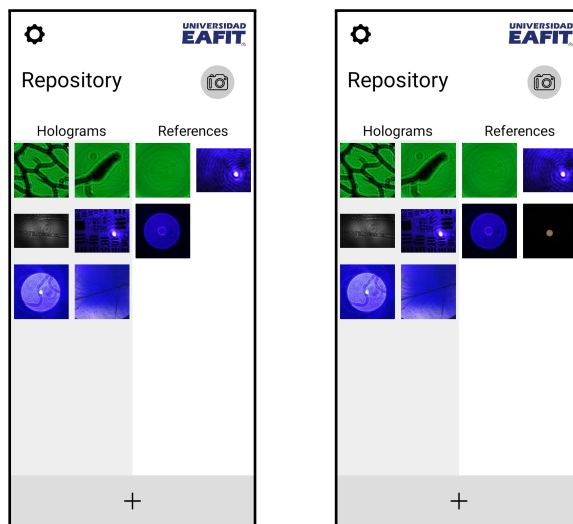 UNIVERSIDAD
EAFIT
Repository
Holograms References
+
UNIVERSIDAD
EAFIT
Repository
Holograms References
+